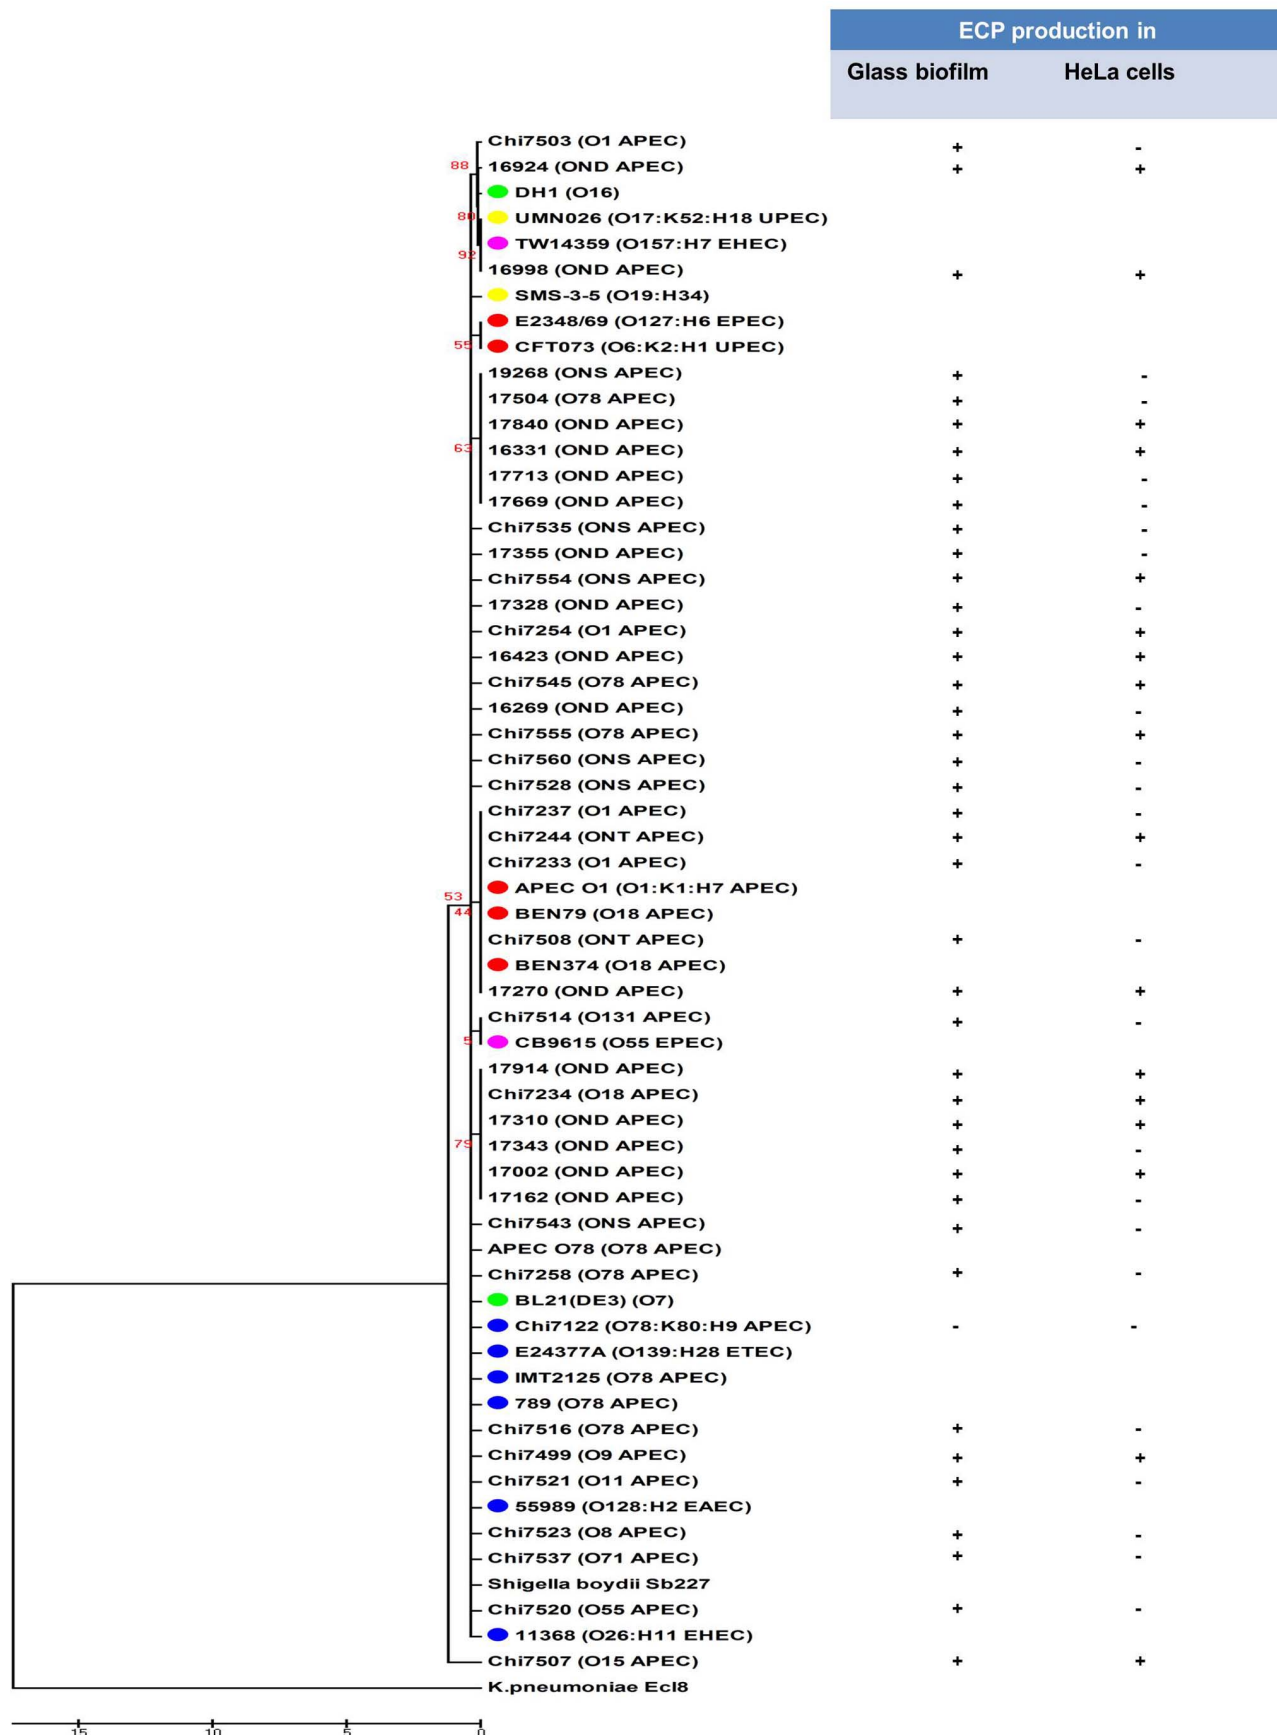 ECP production in
Glass biofilm HeLa cells
Chi7503 (O1 APEC) + -
88
16924 (OND APEC) + +
DH1 (O16)
80
UMN026 (O17:K52:H18 UPEC)
TW14359 (O157:H7 EHEC)
92
16998 (OND APEC) + +
SMS-3-5 (O19:H34)
E2348/69 (O127:H6 EPEC)
55
CFT073 (O6:K2:H1 UPEC)
19268 (ONS APEC) + -
17504 (O78 APEC) + -
17840 (OND APEC) + +
63
16331 (OND APEC) + +
17713 (OND APEC) + -
17669 (OND APEC) + -
Chi7535 (ONS APEC) + -
17355 (OND APEC) + -
Chi7554 (ONS APEC) + +
17328 (OND APEC) + -
Chi7254 (O1 APEC) + +
16423 (OND APEC) + +
Chi7545 (O78 APEC) + +
16269 (OND APEC) + -
Chi7555 (O78 APEC) + +
Chi7560 (ONS APEC) + -
Chi7528 (ONS APEC) + -
Chi7237 (O1 APEC) + -
Chi7244 (ONT APEC) + +
Chi7233 (O1 APEC) + -
APEC O1 (O1:K1:H7 APEC)
53
44
BEN79 (O18 APEC)
Chi7508 (ONT APEC) + -
BEN374 (O18 APEC)
17270 (OND APEC) + +
Chi7514 (O131 APEC) + -
5
CB9615 (O55 EPEC)
17914 (OND APEC) + +
Chi7234 (O18 APEC) + +
17310 (OND APEC) + +
79
17343 (OND APEC) + -
17002 (OND APEC) + +
17162 (OND APEC) + -
Chi7543 (ONS APEC) + -
APEC O78 (O78 APEC)
Chi7258 (O78 APEC) + -
BL21(DE3) (O7)
Chi7122 (O78:K80:H9 APEC) - -
E24377A (O139:H28 ETEC)
IMT2125 (O78 APEC)
789 (O78 APEC)
Chi7516 (O78 APEC) + -
Chi7499 (O9 APEC) + +
Chi7521 (O11 APEC) + -
55989 (O128:H2 EAEC)
Chi7523 (O8 APEC) + -
Chi7537 (O71 APEC) + -
Shigella boydii Sb227
Chi7520 (O55 APEC) + -
11368 (O26:H11 EHEC)
Chi7507 (O15 APEC) + +
K.pneumoniae Ecl8
15 10 5 0